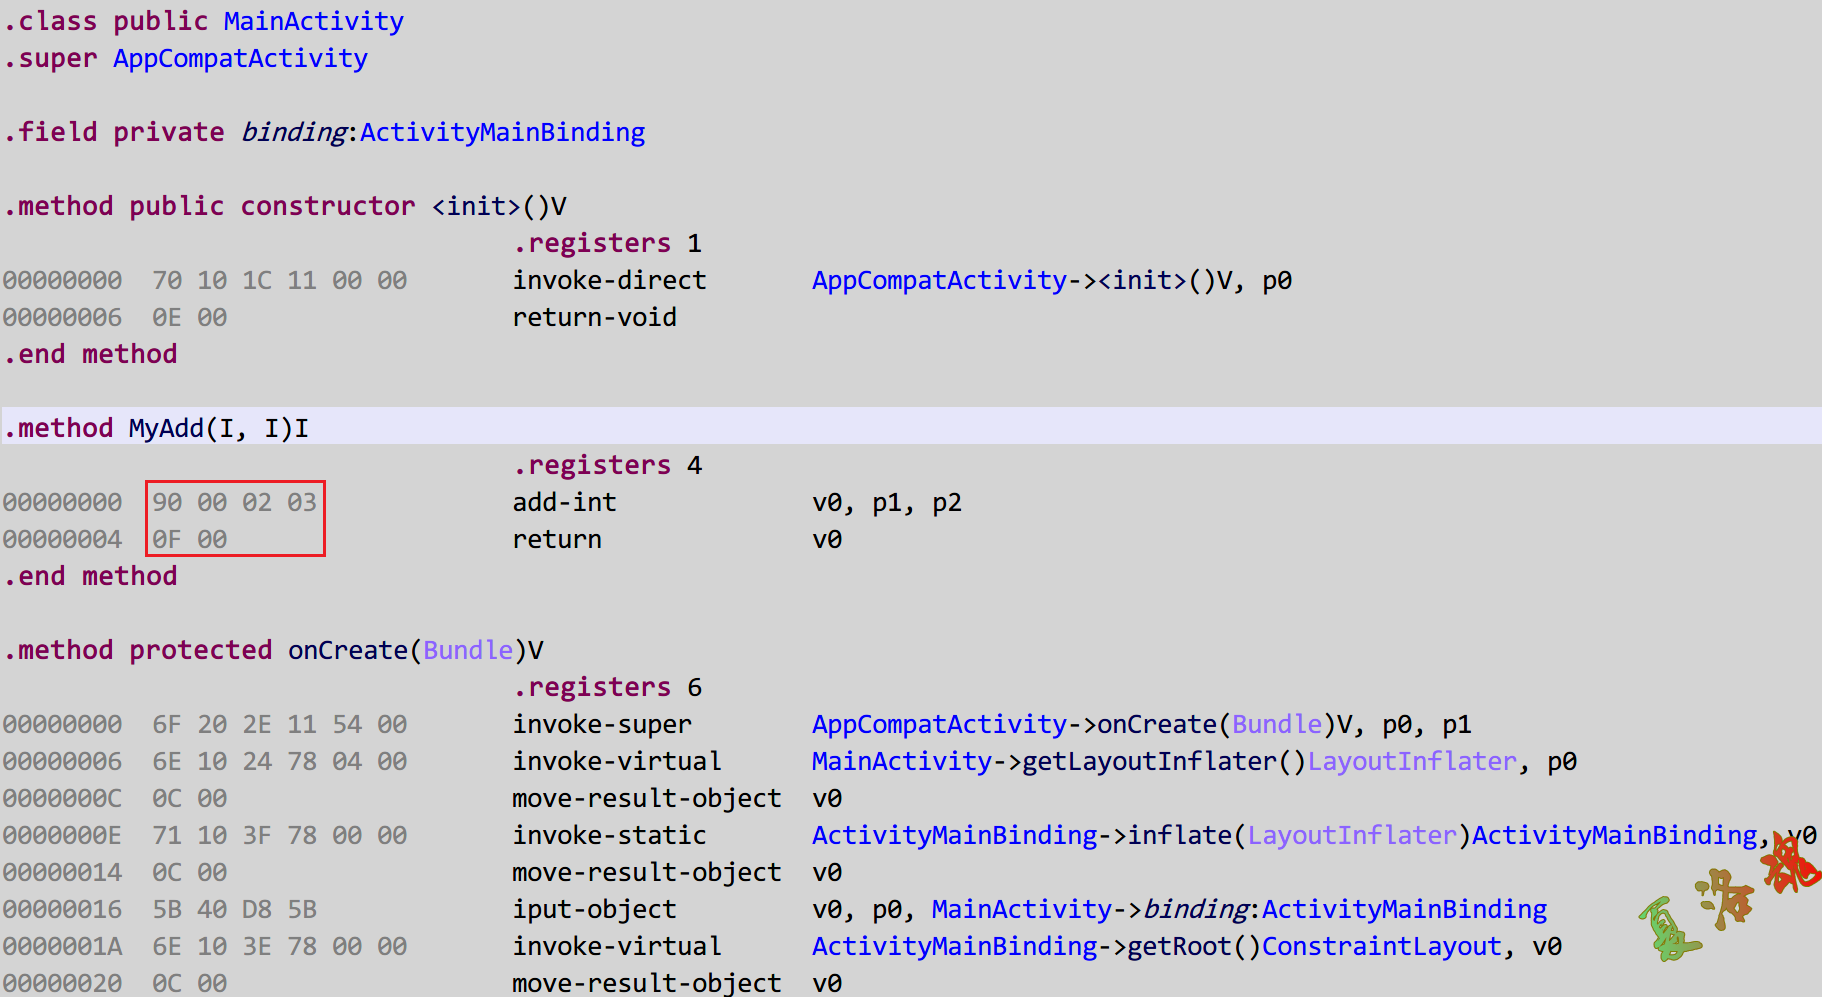 .class public MainActivity
.super AppCompatActivity
.field private binding:ActivityMainBinding
.method public constructor <init>()V
.registers 1
00000000 70 10 1C 11 00 00 invoke-direct AppCompatActivity-><init>()V, p0
00000006 0E 00 return-void
.end method
.method MyAdd(I, I)I
.registers 4
00000000 90 00 02 03 add-int v0, p1, p2
00000004 0F 00 return v0
.end method
.method protected onCreate(Bundle)V
.registers 6
00000000 6F 20 2E 11 54 00 invoke-super AppCompatActivity->onCreate(Bundle)V, p0, p1
00000006 6E 10 24 78 04 00 invoke-virtual MainActivity->getLayoutInflater()LayoutInflater, p0
0000000C 0C 00 move-result-object v0
0000000E 71 10 3F 78 00 00 invoke-static ActivityMainBinding->inflate(LayoutInflater)ActivityMainBinding, v0
00000014 0C 00 move-result-object v0
00000016 5B 40 D8 5B iput-object v0, p0, MainActivity->binding:ActivityMainBinding
0000001A 6E 10 3E 78 00 00 invoke-virtual ActivityMainBinding->getRoot()ConstraintLayout, v0
00000020 0C 00 move-result-object v0